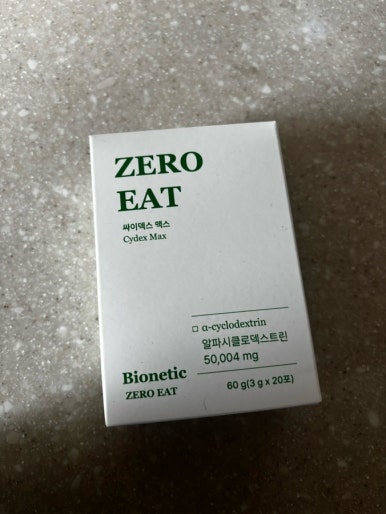 ZERO
EAT
싸이덱스 맥스
Cydex Max
α-cyclodextrin
알파시클로덱스트린
50,004 mg
Bionetic
ZERO EAT
60 g(3 g x 20포)